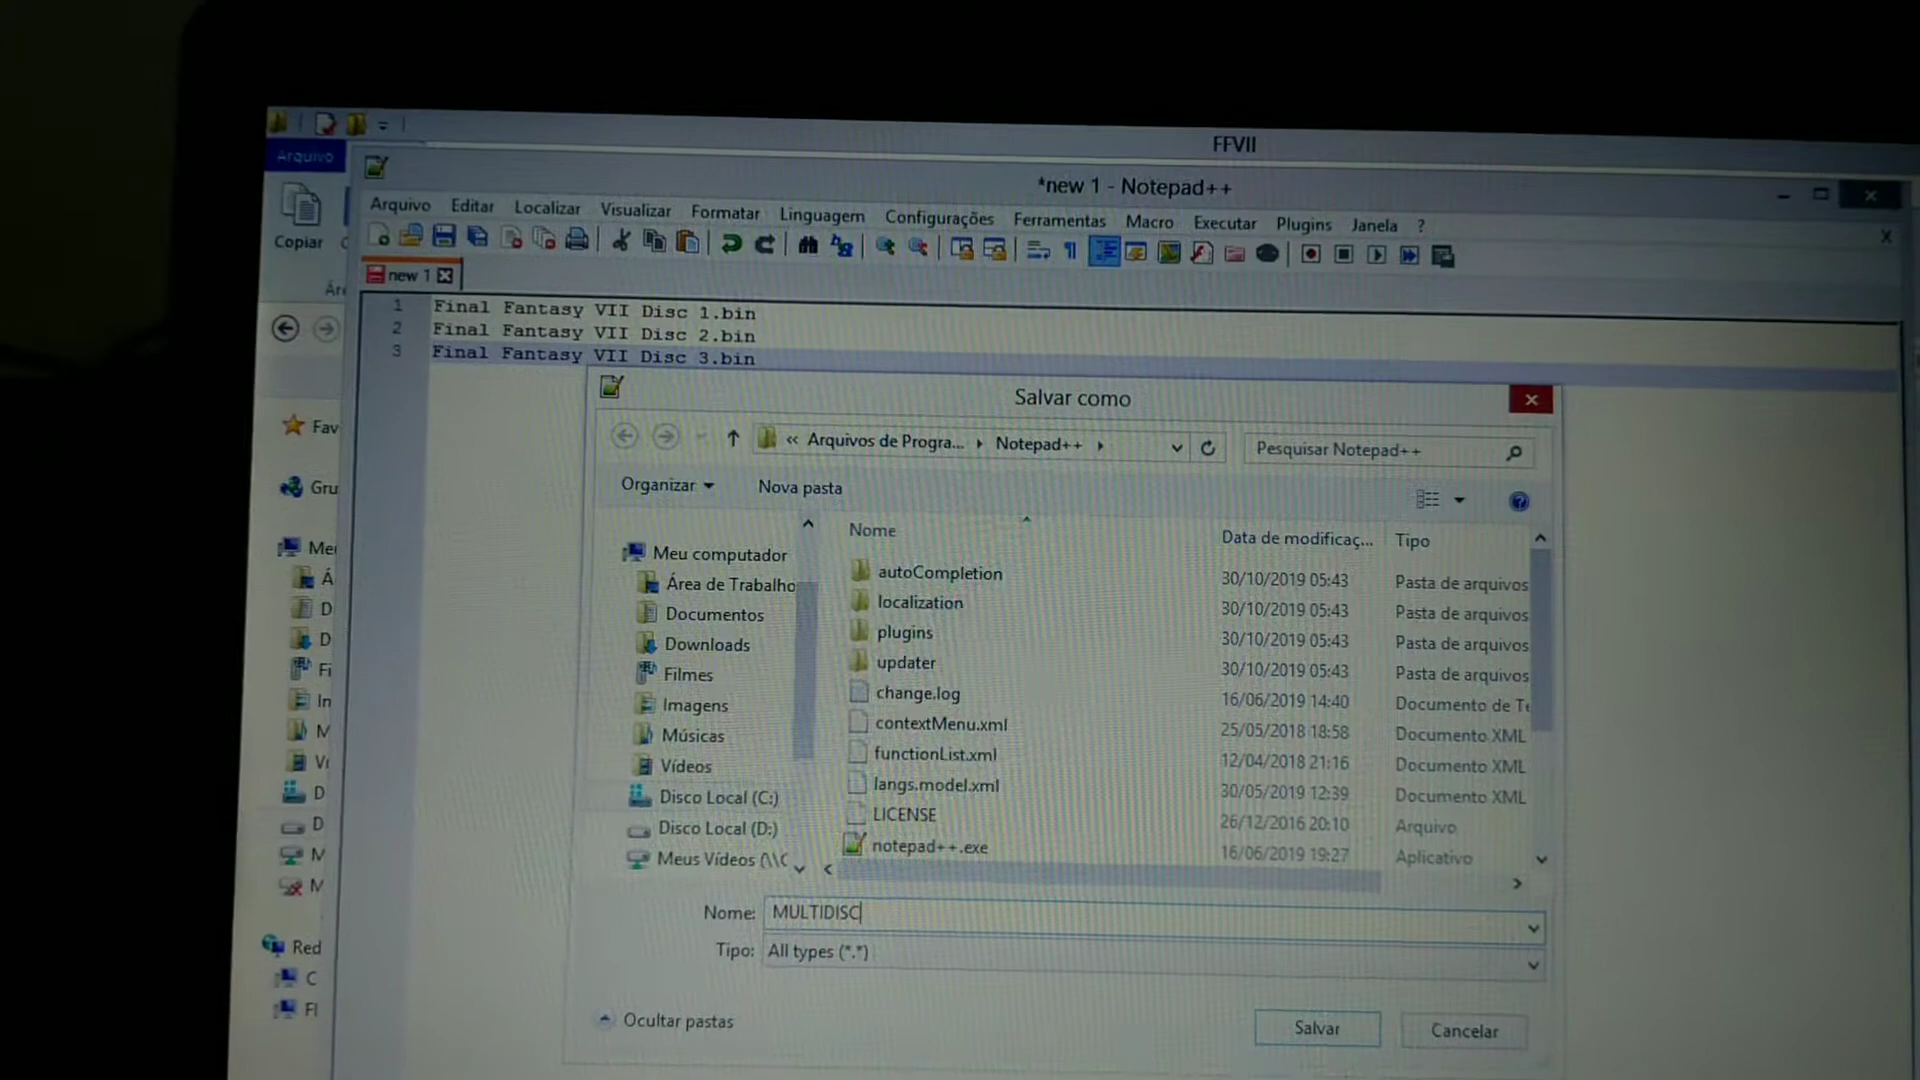 FFVII
Arquivo
*new 1 - Notepad++
Arquivo Editar Localizar Visualizar Formatar Linguagem Configurações Ferramentas Macro Executar Plugins Janela ?
Copiar
new 1
1 Final Fantasy VII Disc 1.bin
2 Final Fantasy VII Disc 2.bin
3 Final Fantasy VII Disc 3.bin
Salvar como
« Arquivos de Progra... Notepad++
Pesquisar Notepad++
Organizar Nova pasta
Nome Data de modificaç... Tipo
Fav
Gru
Me
Á
D
D
Fi
In
M
Ví
D
D
M
M
Red
C
Fl
Meu computador
Área de Trabalho
Documentos
Downloads
Filmes
Imagens
Músicas
Vídeos
Disco Local (C:)
Disco Local (D:)
Meus Vídeos (\\C
autoCompletion 30/10/2019 05:43 Pasta de arquivos
localization 30/10/2019 05:43 Pasta de arquivos
plugins 30/10/2019 05:43 Pasta de arquivos
updater 30/10/2019 05:43 Pasta de arquivos
change.log 16/06/2019 14:40 Documento de Te
contextMenu.xml 25/05/2018 18:58 Documento XML
functionList.xml 12/04/2018 21:16 Documento XML
langs.model.xml 30/05/2019 12:39 Documento XML
LICENSE 26/12/2016 20:10 Arquivo
notepad++.exe 16/06/2019 19:27 Aplicativo
Nome: MULTIDISC
Tipo: All types (*.*)
Ocultar pastas
Salvar Cancelar